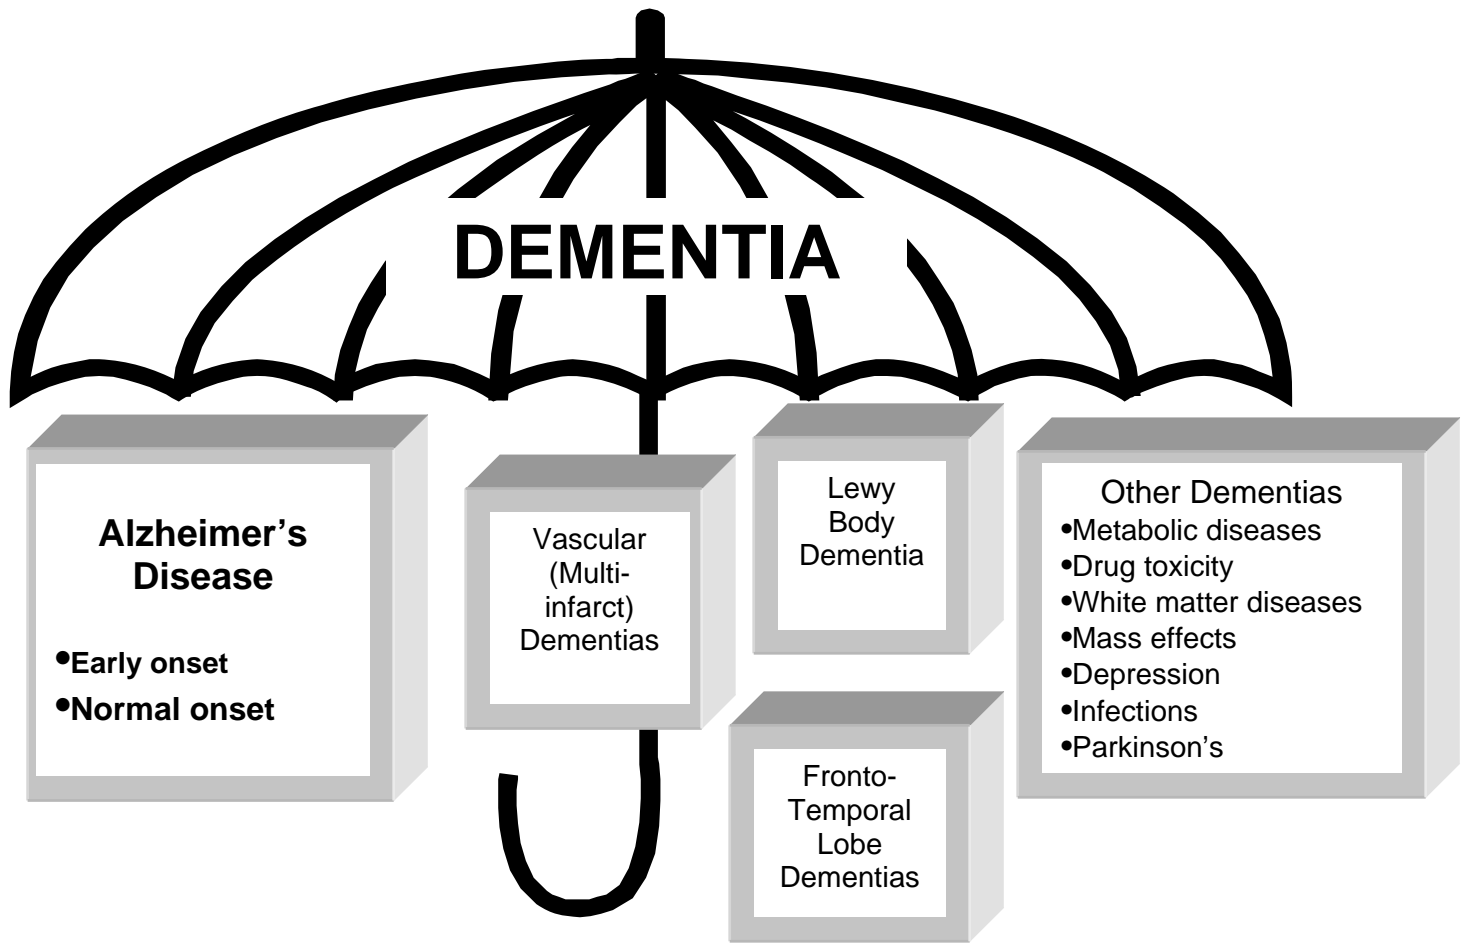 DEMENTIA
Alzheimer’s
Disease
•Early onset
•Normal onset
Vascular
(Multi-
infarct)
Dementias
Lewy
Body
Dementia
Fronto-
Temporal
Lobe
Dementias
Other Dementias
•Metabolic diseases
•Drug toxicity
•White matter diseases
•Mass effects
•Depression
•Infections
•Parkinson’s